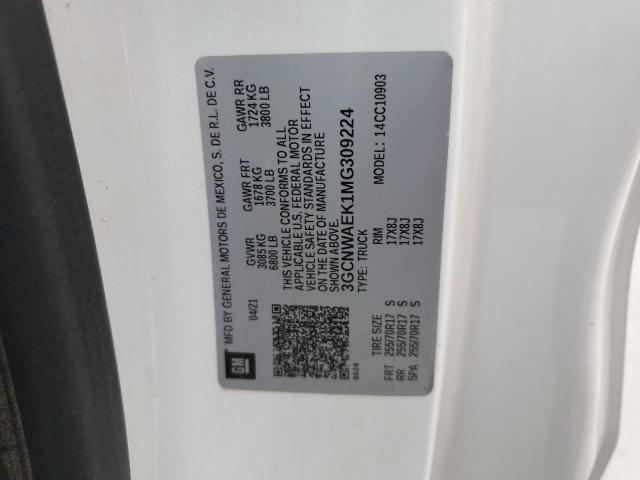 MFD BY GENERAL MOTORS DE MEXICO, S. DE R.L. DE C.V.
GM
04/21
GVWR GAWR FRT GAWR RR
3085 KG 1678 KG 1724 KG
6800 LB 3700 LB 3800 LB
THIS VEHICLE CONFORMS TO ALL
APPLICABLE U.S. FEDERAL MOTOR
VEHICLE SAFETY STANDARDS IN EFFECT
ON THE DATE OF MANUFACTURE
SHOWN ABOVE.
3GCNWAEK1MG309224
TYPE: TRUCK MODEL: 14CC10903
8624
TIRE SIZE RIM
FRT 255/70R17 S 17X8J
RR 255/70R17 S 17X8J
SPA 255/70R17 S 17X8J